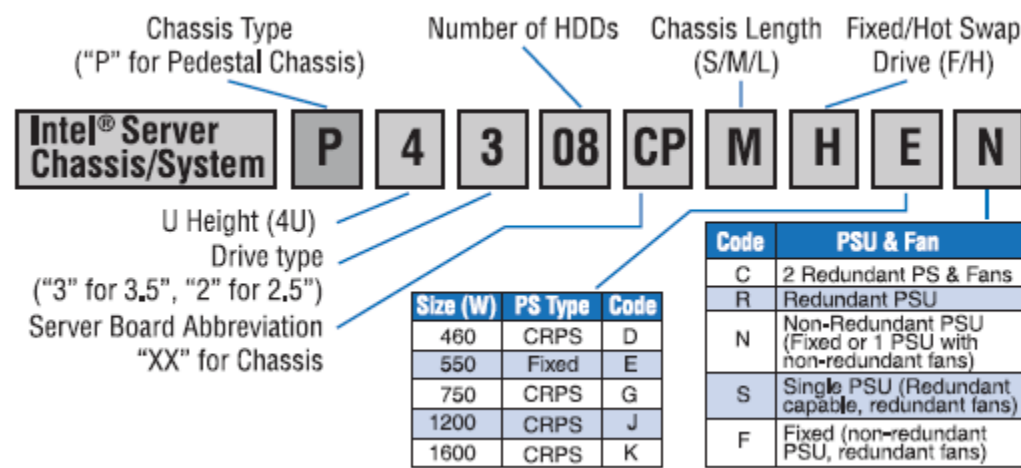 Chassis Type
("P" for Pedestal Chassis)
Number of HDDs
Chassis Length
(S/M/L)
Fixed/Hot Swap
Drive (F/H)
Intel® Server
Chassis/System
P 4 3 08 CP M H E N
U Height (4U)
Drive type
("3" for 3.5", "2" for 2.5")
Server Board Abbreviation
"XX" for Chassis
Size (W) PS Type Code
460 CRPS D
550 Fixed E
750 CRPS G
1200 CRPS J
1600 CRPS K
Code PSU & Fan
C 2 Redundant PS & Fans
R Redundant PSU
N Non-Redundant PSU
(Fixed or 1 PSU with
non-redundant fans)
S Single PSU (Redundant
capable, redundant fans)
F Fixed (non-redundant
PSU, redundant fans)